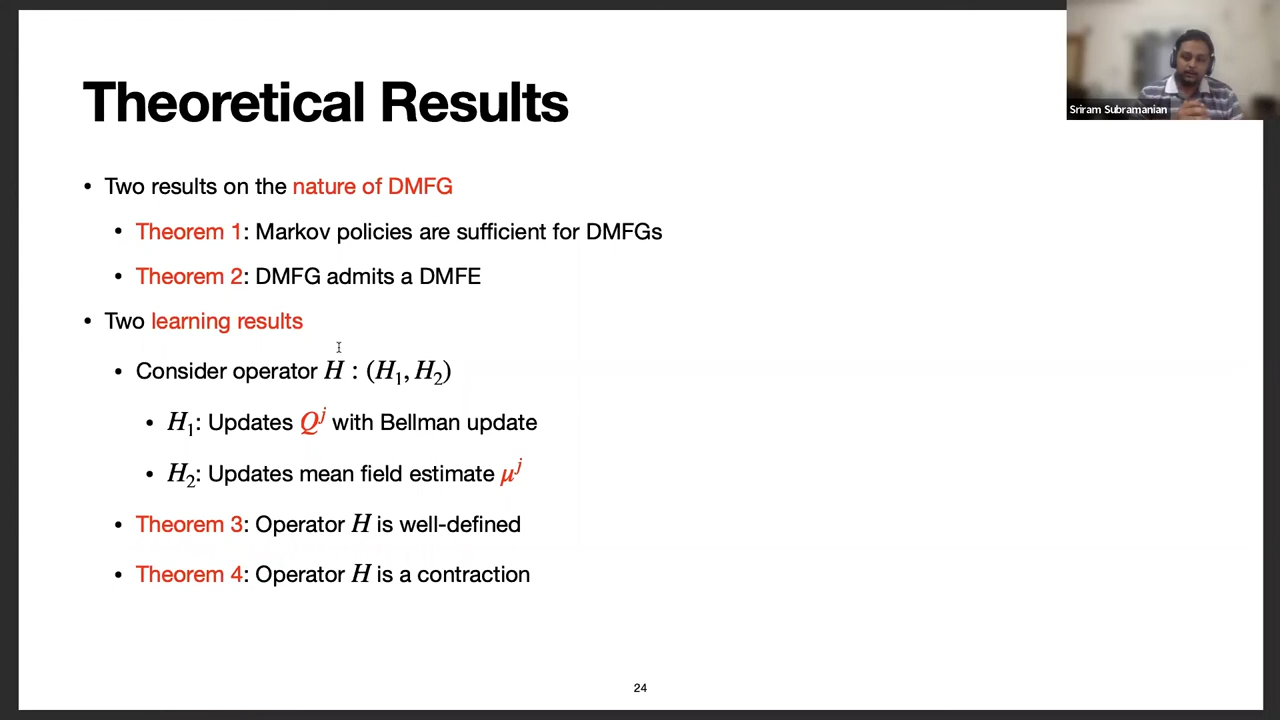 Theoretical Results
Sriram Subramanian
• Two results on the nature of DMFG
• Theorem 1: Markov policies are sufficient for DMFGs
• Theorem 2: DMFG admits a DMFE
• Two learning results
• Consider operator H : (H₁, H₂)
• H₁: Updates Qʲ with Bellman update
• H₂: Updates mean field estimate μʲ
• Theorem 3: Operator H is well-defined
• Theorem 4: Operator H is a contraction
24